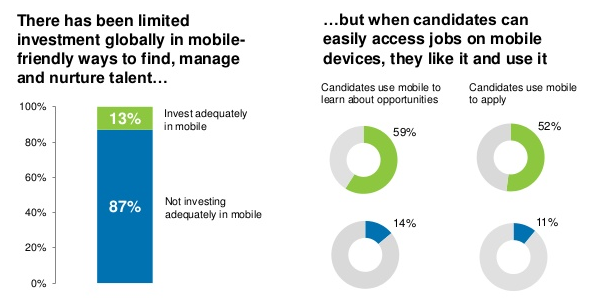 There has been limited
investment globally in mobile-
friendly ways to find, manage
and nurture talent…
100%
80%
60%
40%
20%
0%
13%
Invest adequately
in mobile
87%
Not investing
adequately in mobile
…but when candidates can
easily access jobs on mobile
devices, they like it and use it
Candidates use mobile to
learn about opportunities
Candidates use mobile
to apply
59%
52%
14%
11%